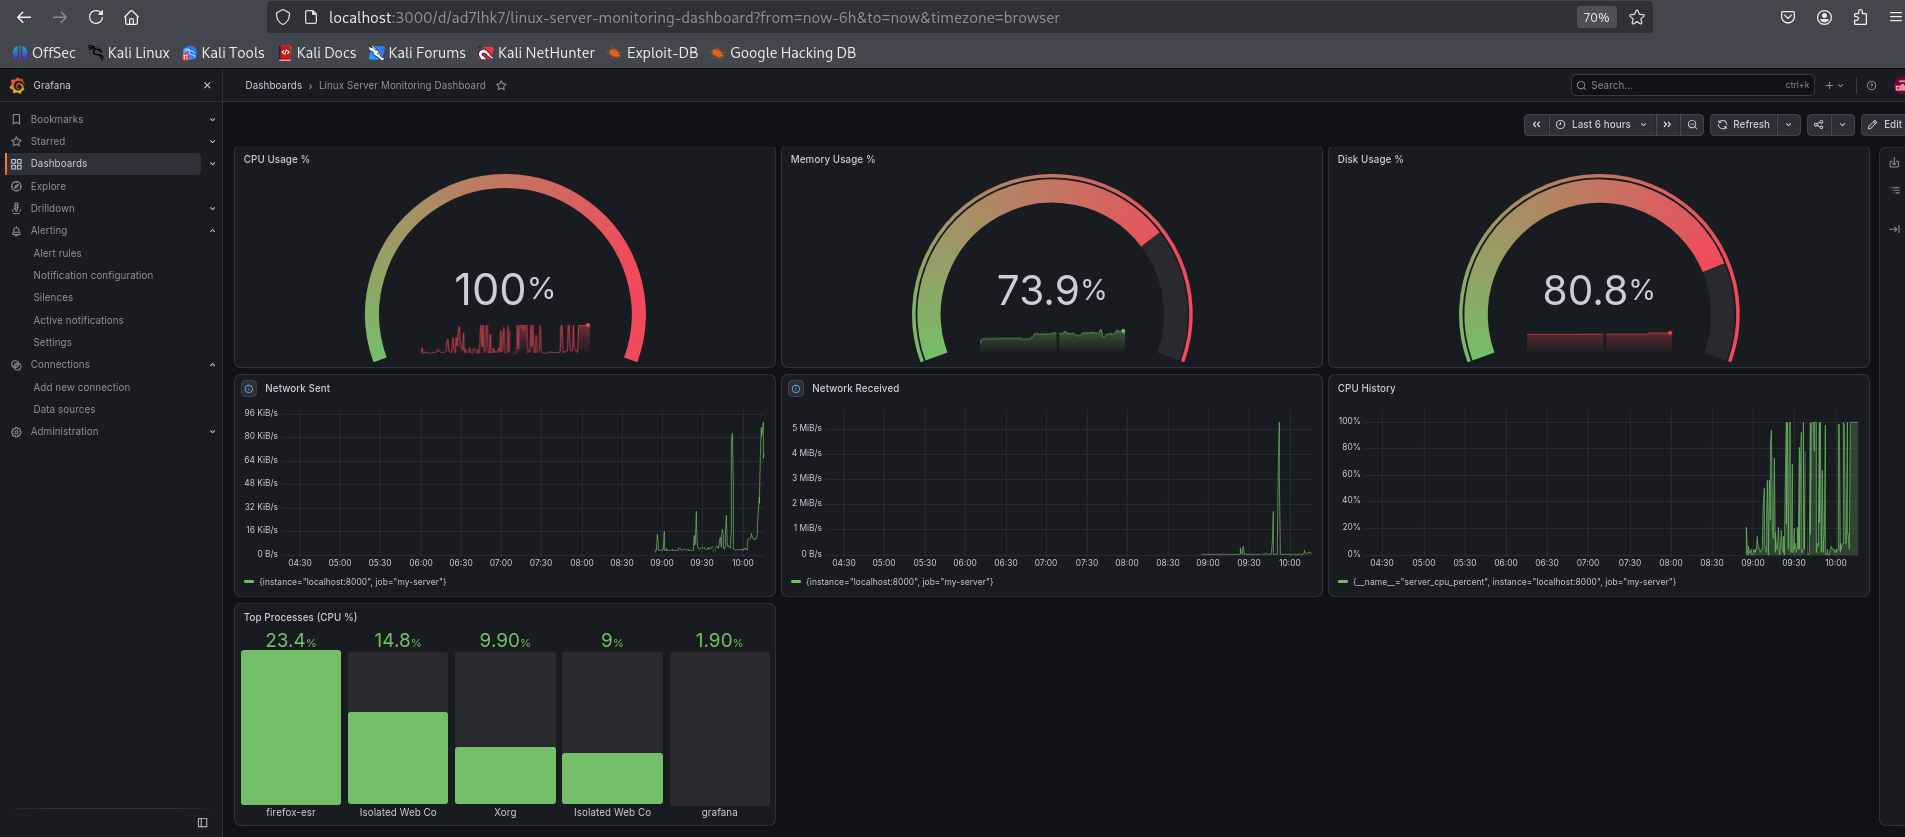 localhost:3000/d/ad7lhk7/linux-server-monitoring-dashboard?from=now-6h&to=now&timezone=browser
70%
OffSec Kali Linux Kali Tools Kali Docs Kali Forums Kali NetHunter Exploit-DB Google Hacking DB
Grafana
Dashboards › Linux Server Monitoring Dashboard
Search... ctrl+k
Bookmarks
Starred
Dashboards
Explore
Drilldown
Alerting
Alert rules
Notification configuration
Silences
Active notifications
Settings
Connections
Add new connection
Data sources
Administration
Last 6 hours
Refresh
Edit
CPU Usage %
100%
Memory Usage %
73.9%
Disk Usage %
80.8%
Network Sent
96 KiB/s
80 KiB/s
64 KiB/s
48 KiB/s
32 KiB/s
16 KiB/s
0 B/s
04:30 05:00 05:30 06:00 06:30 07:00 07:30 08:00 08:30 09:00 09:30 10:00
{instance="localhost:8000", job="my-server"}
Network Received
5 MiB/s
4 MiB/s
3 MiB/s
2 MiB/s
1 MiB/s
0 B/s
04:30 05:00 05:30 06:00 06:30 07:00 07:30 08:00 08:30 09:00 09:30 10:00
{instance="localhost:8000", job="my-server"}
CPU History
100%
80%
60%
40%
20%
0%
04:30 05:00 05:30 06:00 06:30 07:00 07:30 08:00 08:30 09:00 09:30 10:00
{__name__="server_cpu_percent", instance="localhost:8000", job="my-server"}
Top Processes (CPU %)
23.4% 14.8% 9.90% 9% 1.90%
firefox-esr Isolated Web Co Xorg Isolated Web Co grafana